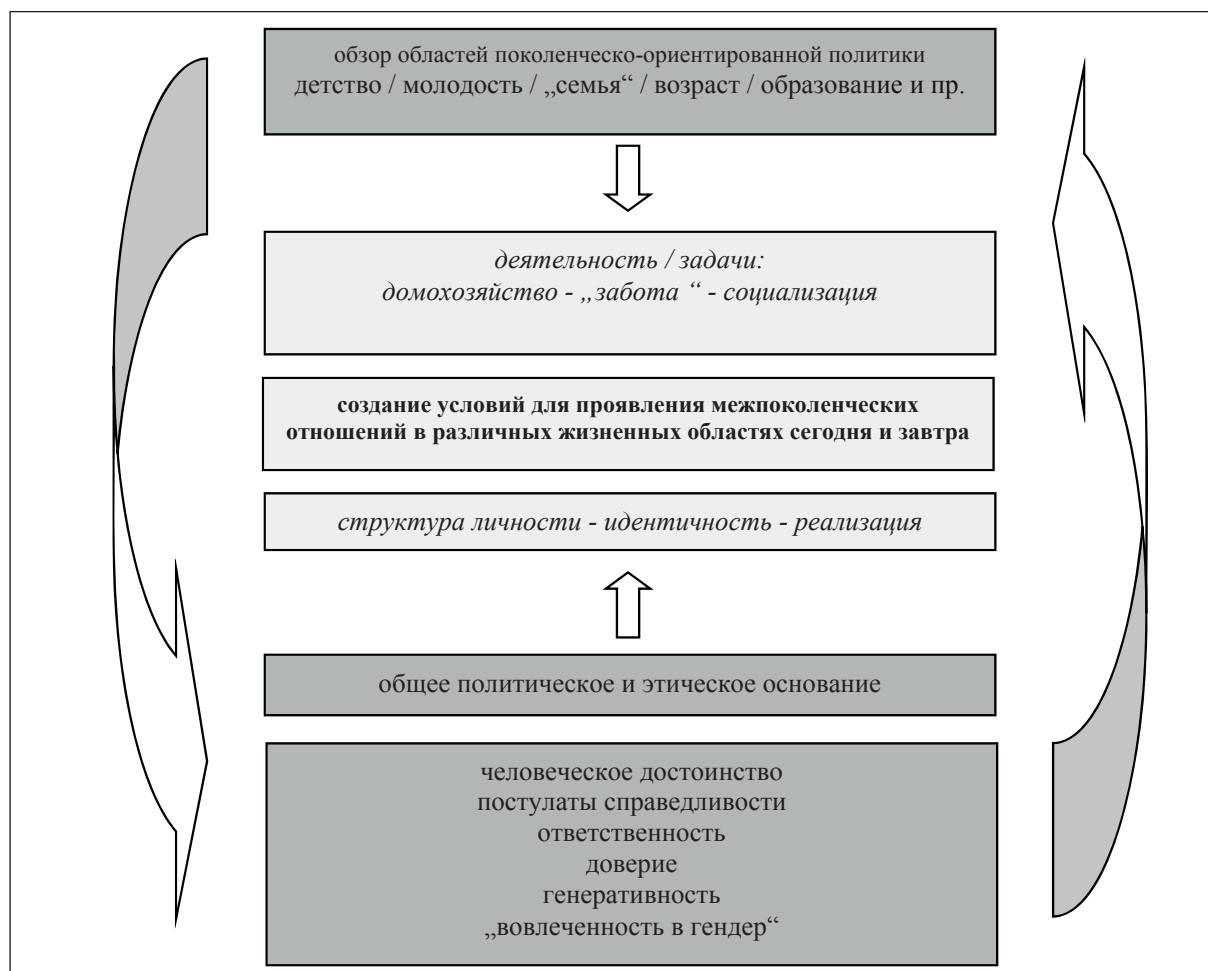 обзор областей поколенческо-ориентированной политики
детство / молодость / „семья“ / возраст / образование и пр.
деятельность / задачи:
домохозяйство - „забота “ - социализация
создание условий для проявления межпоколенческих
отношений в различных жизненных областях сегодня и завтра
структура личности - идентичность - реализация
общее политическое и этическое основание
человеческое достоинство
постулаты справедливости
ответственность
доверие
генеративность
„вовлеченность в гендер“